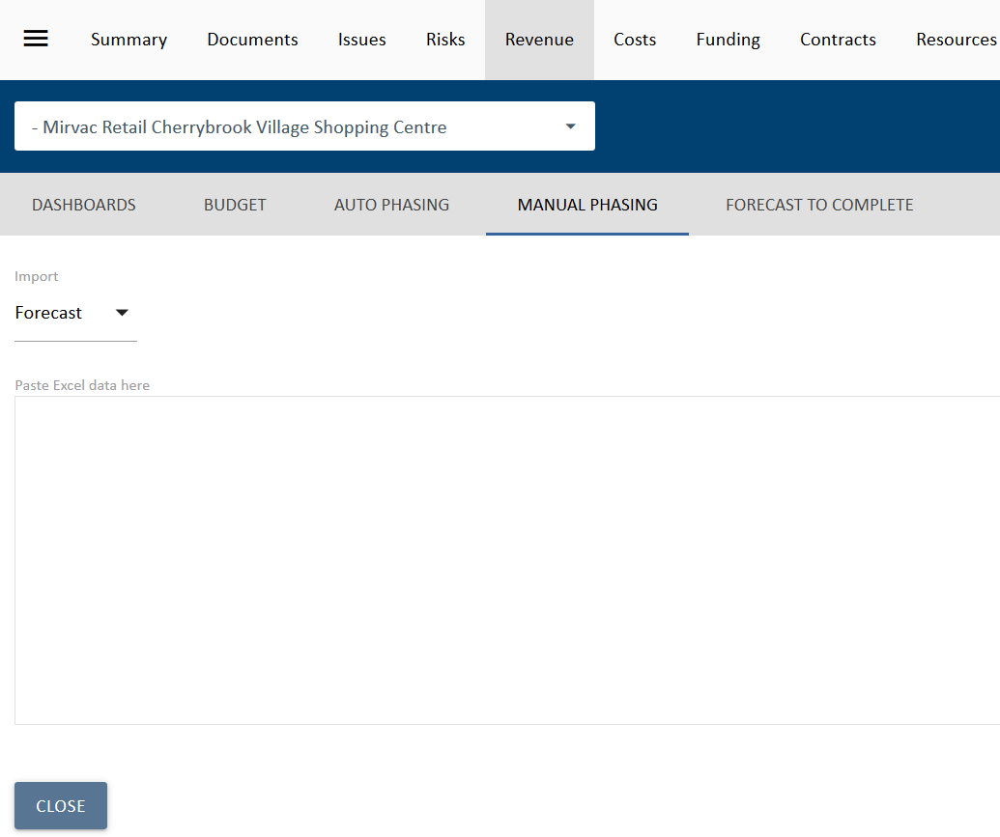 Summary Documents Issues Risks Revenue Costs Funding Contracts Resources
- Mirvac Retail Cherrybrook Village Shopping Centre
DASHBOARDS BUDGET AUTO PHASING MANUAL PHASING FORECAST TO COMPLETE
Import
Forecast
Paste Excel data here
CLOSE